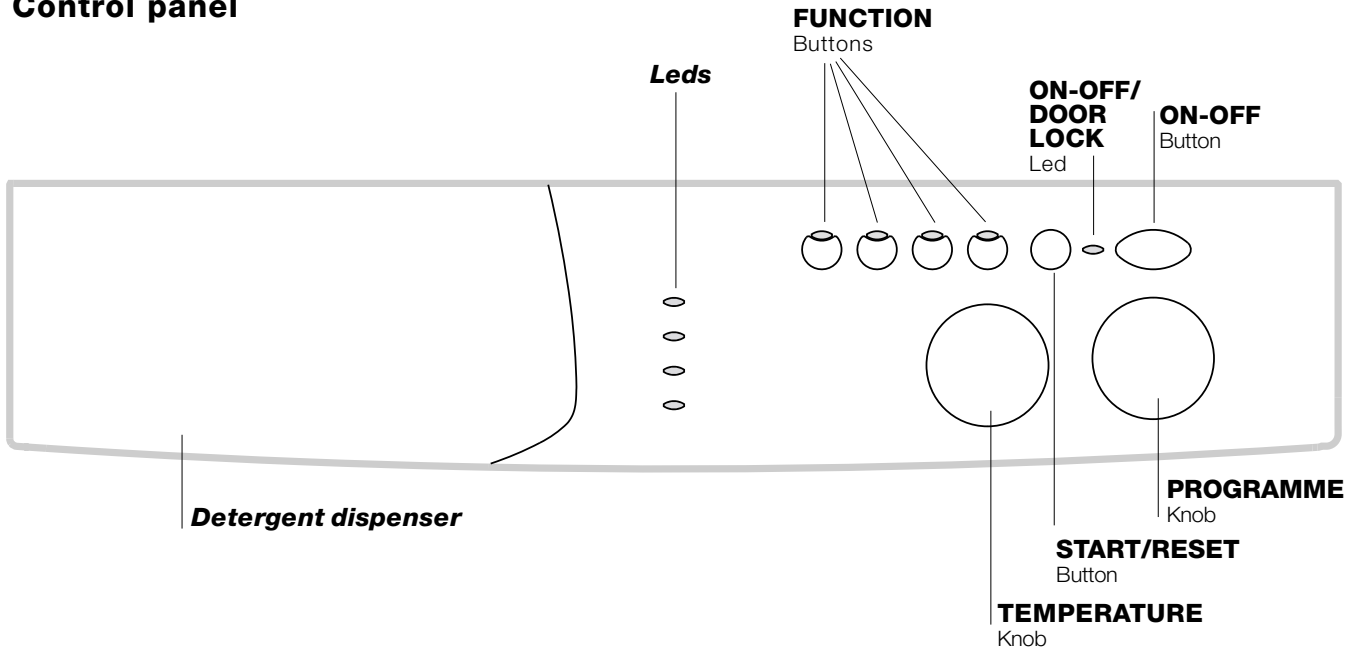 Control panel
FUNCTION
Buttons
Leds
ON-OFF/
DOOR
LOCK
Led
ON-OFF
Button
Detergent dispenser
PROGRAMME
Knob
START/RESET
Button
TEMPERATURE
Knob